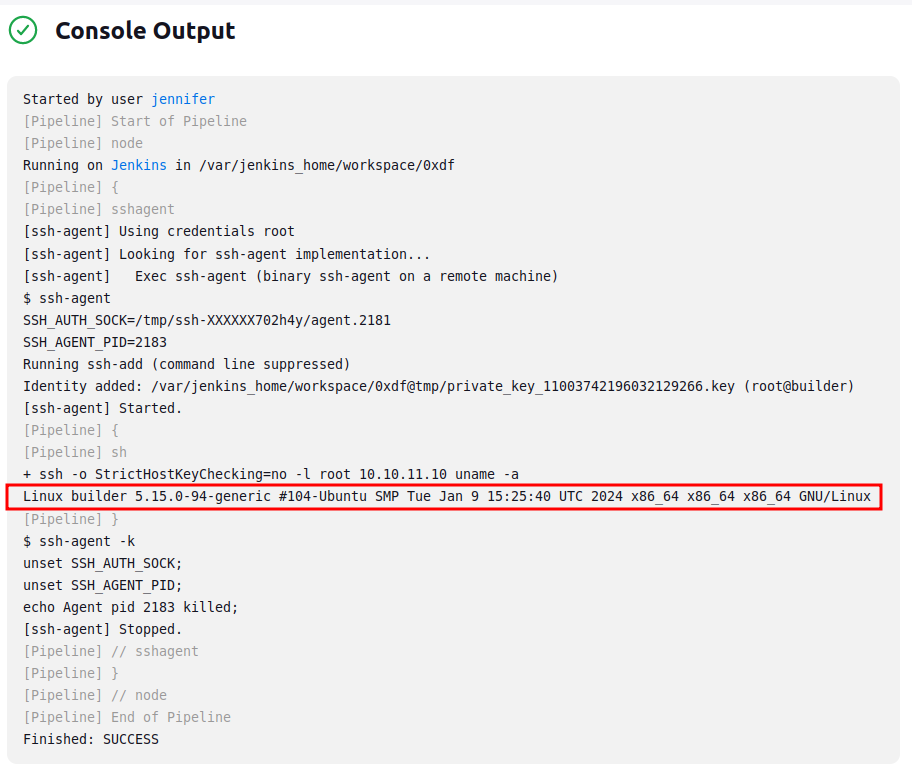 Console Output
Started by user jennifer
[Pipeline] Start of Pipeline
[Pipeline] node
Running on Jenkins in /var/jenkins_home/workspace/0xdf
[Pipeline] {
[Pipeline] sshagent
[ssh-agent] Using credentials root
[ssh-agent] Looking for ssh-agent implementation...
[ssh-agent]   Exec ssh-agent (binary ssh-agent on a remote machine)
$ ssh-agent
SSH_AUTH_SOCK=/tmp/ssh-XXXXXX702h4y/agent.2181
SSH_AGENT_PID=2183
Running ssh-add (command line suppressed)
Identity added: /var/jenkins_home/workspace/0xdf@tmp/private_key_11003742196032129266.key (root@builder)
[ssh-agent] Started.
[Pipeline] {
[Pipeline] sh
+ ssh -o StrictHostKeyChecking=no -l root 10.10.11.10 uname -a
Linux builder 5.15.0-94-generic #104-Ubuntu SMP Tue Jan 9 15:25:40 UTC 2024 x86_64 x86_64 x86_64 GNU/Linux
[Pipeline] }
$ ssh-agent -k
unset SSH_AUTH_SOCK;
unset SSH_AGENT_PID;
echo Agent pid 2183 killed;
[ssh-agent] Stopped.
[Pipeline] // sshagent
[Pipeline] }
[Pipeline] // node
[Pipeline] End of Pipeline
Finished: SUCCESS